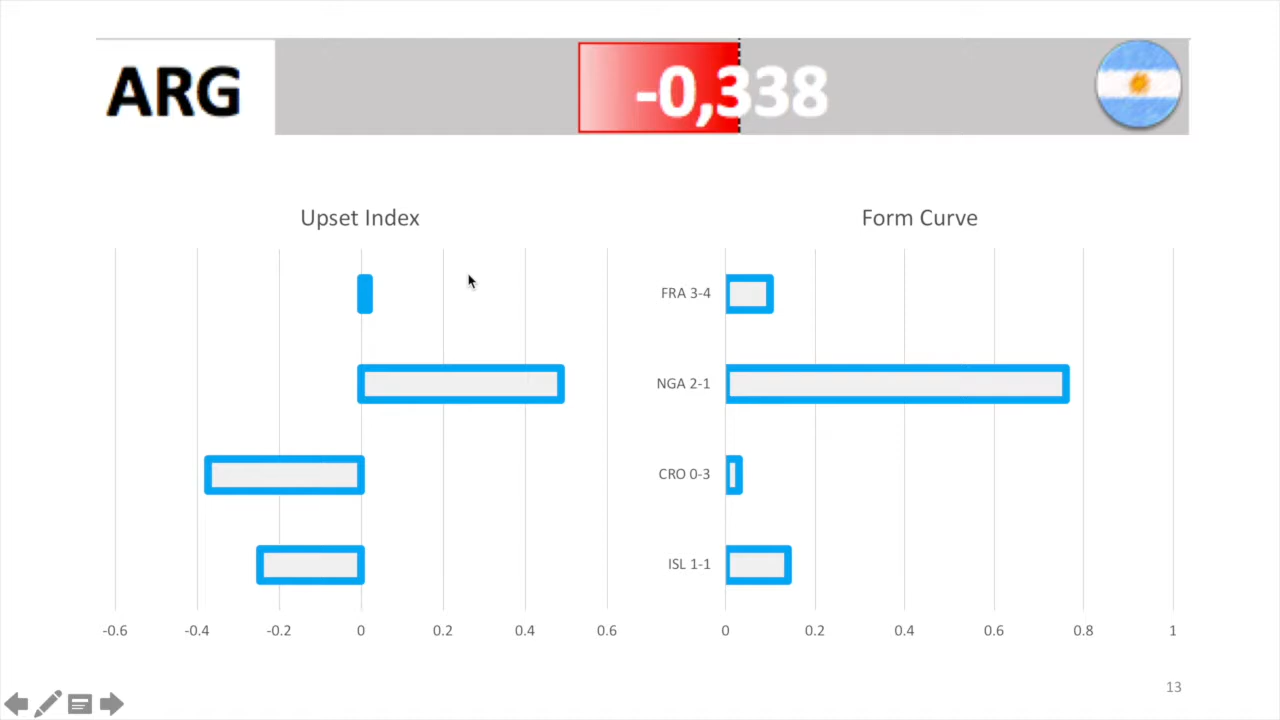 ARG
-0,338
Upset Index
Form Curve
FRA 3-4
NGA 2-1
CRO 0-3
ISL 1-1
-0.6 -0.4 -0.2 0 0.2 0.4 0.6
0 0.2 0.4 0.6 0.8 1
13